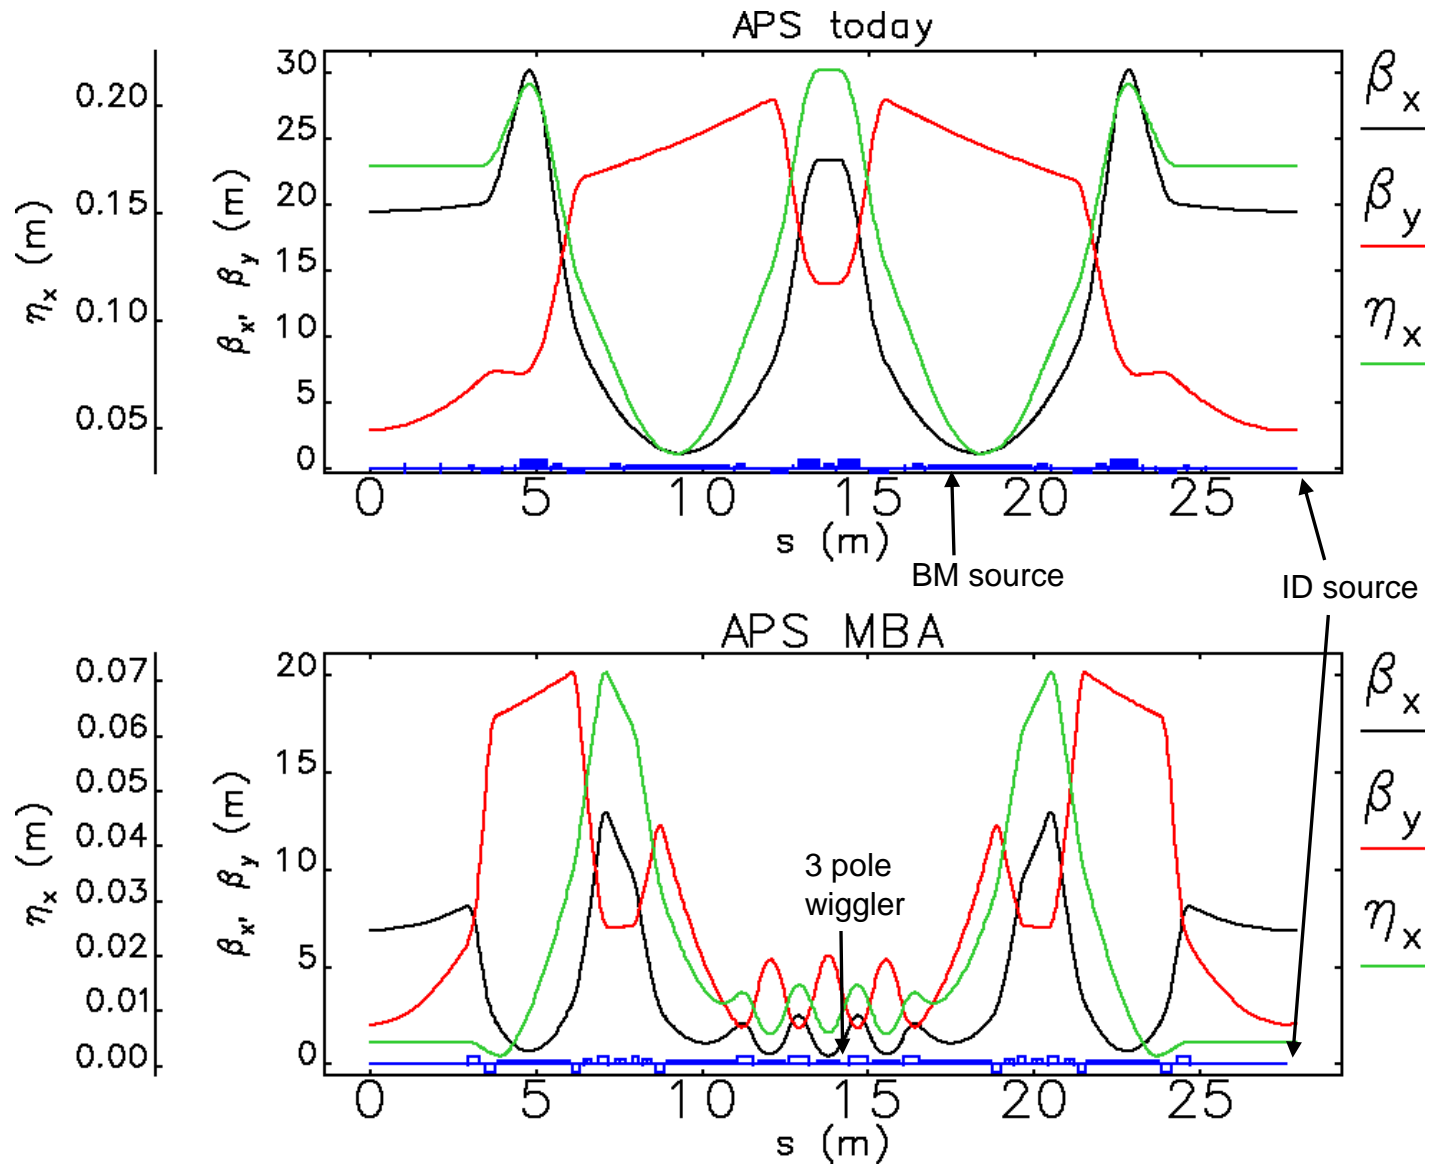 APS today
0.20
0.15
0.10
0.05
ηx (m)
30
25
20
15
10
5
0
βx, βy (m)
0 5 10 15 20 25
s (m)
βx
βy
ηx
BM source
ID source
APS MBA
0.07
0.06
0.05
0.04
0.03
0.02
0.01
0.00
ηx (m)
20
15
10
5
0
βx, βy (m)
3 pole
wiggler
0 5 10 15 20 25
s (m)
βx
βy
ηx